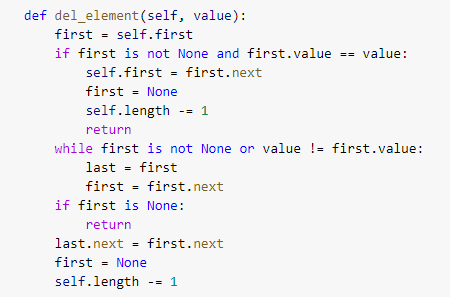 def del_element(self, value):
    first = self.first
    if first is not None and first.value == value:
        self.first = first.next
        first = None
        self.length -= 1
        return
    while first is not None or value != first.value:
        last = first
        first = first.next
    if first is None:
        return
    last.next = first.next
    first = None
    self.length -= 1